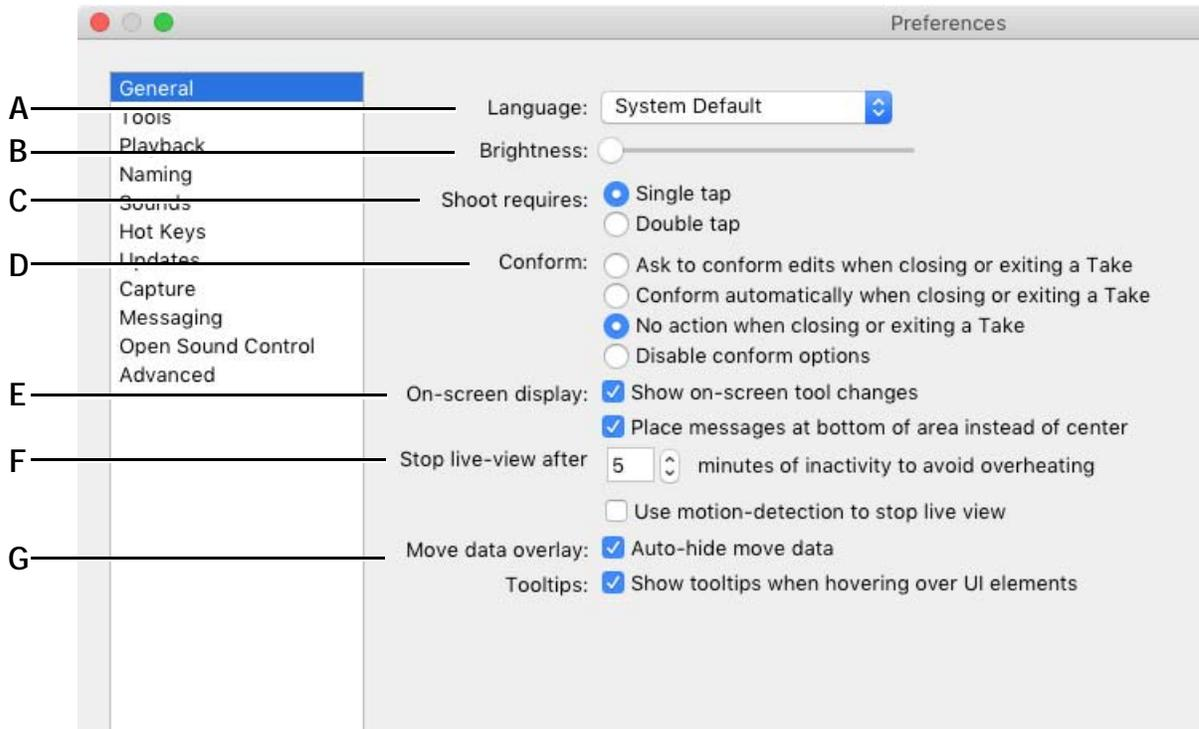 Preferences
General
Tools
Playback
Naming
Sounds
Hot Keys
Updates
Capture
Messaging
Open Sound Control
Advanced
A
B
C
D
E
F
G
Language: System Default
Brightness:
Shoot requires: Single tap
Double tap
Conform: Ask to conform edits when closing or exiting a Take
Conform automatically when closing or exiting a Take
No action when closing or exiting a Take
Disable conform options
On-screen display: Show on-screen tool changes
Place messages at bottom of area instead of center
Stop live-view after 5 minutes of inactivity to avoid overheating
Use motion-detection to stop live view
Move data overlay: Auto-hide move data
Tooltips: Show tooltips when hovering over UI elements